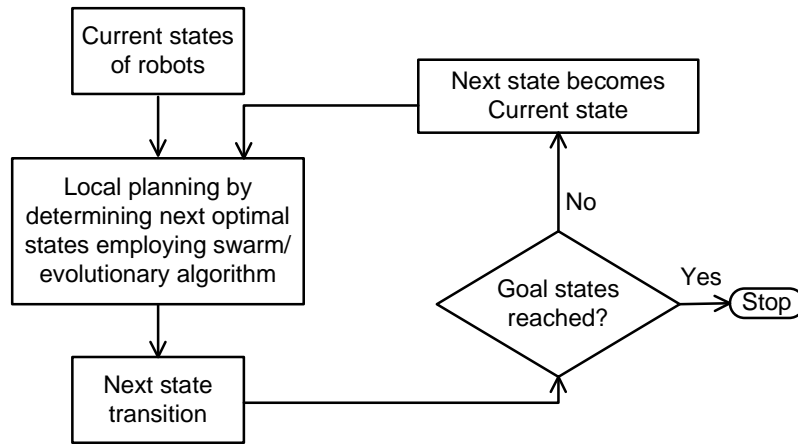 Current states
of robots
Next state becomes
Current state
Local planning by
determining next optimal
states employing swarm/
evolutionary algorithm
No
Yes
Goal states
reached?
Stop
Next state
transition